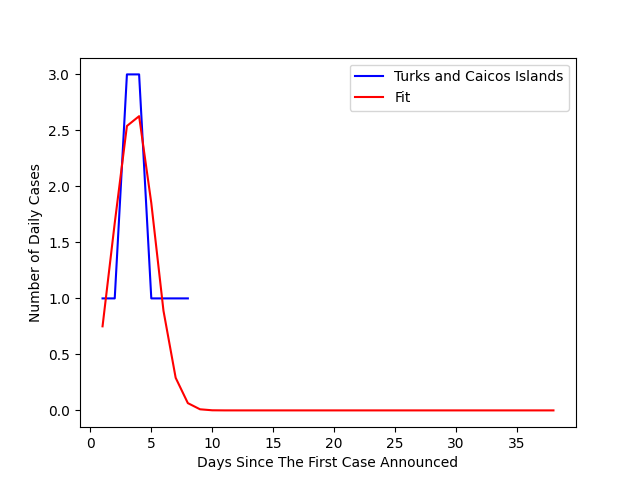 Turks and Caicos Islands
Fit
3.0
2.5
2.0
1.5
1.0
0.5
0.0
Number of Daily Cases
0 5 10 15 20 25 30 35
Days Since The First Case Announced